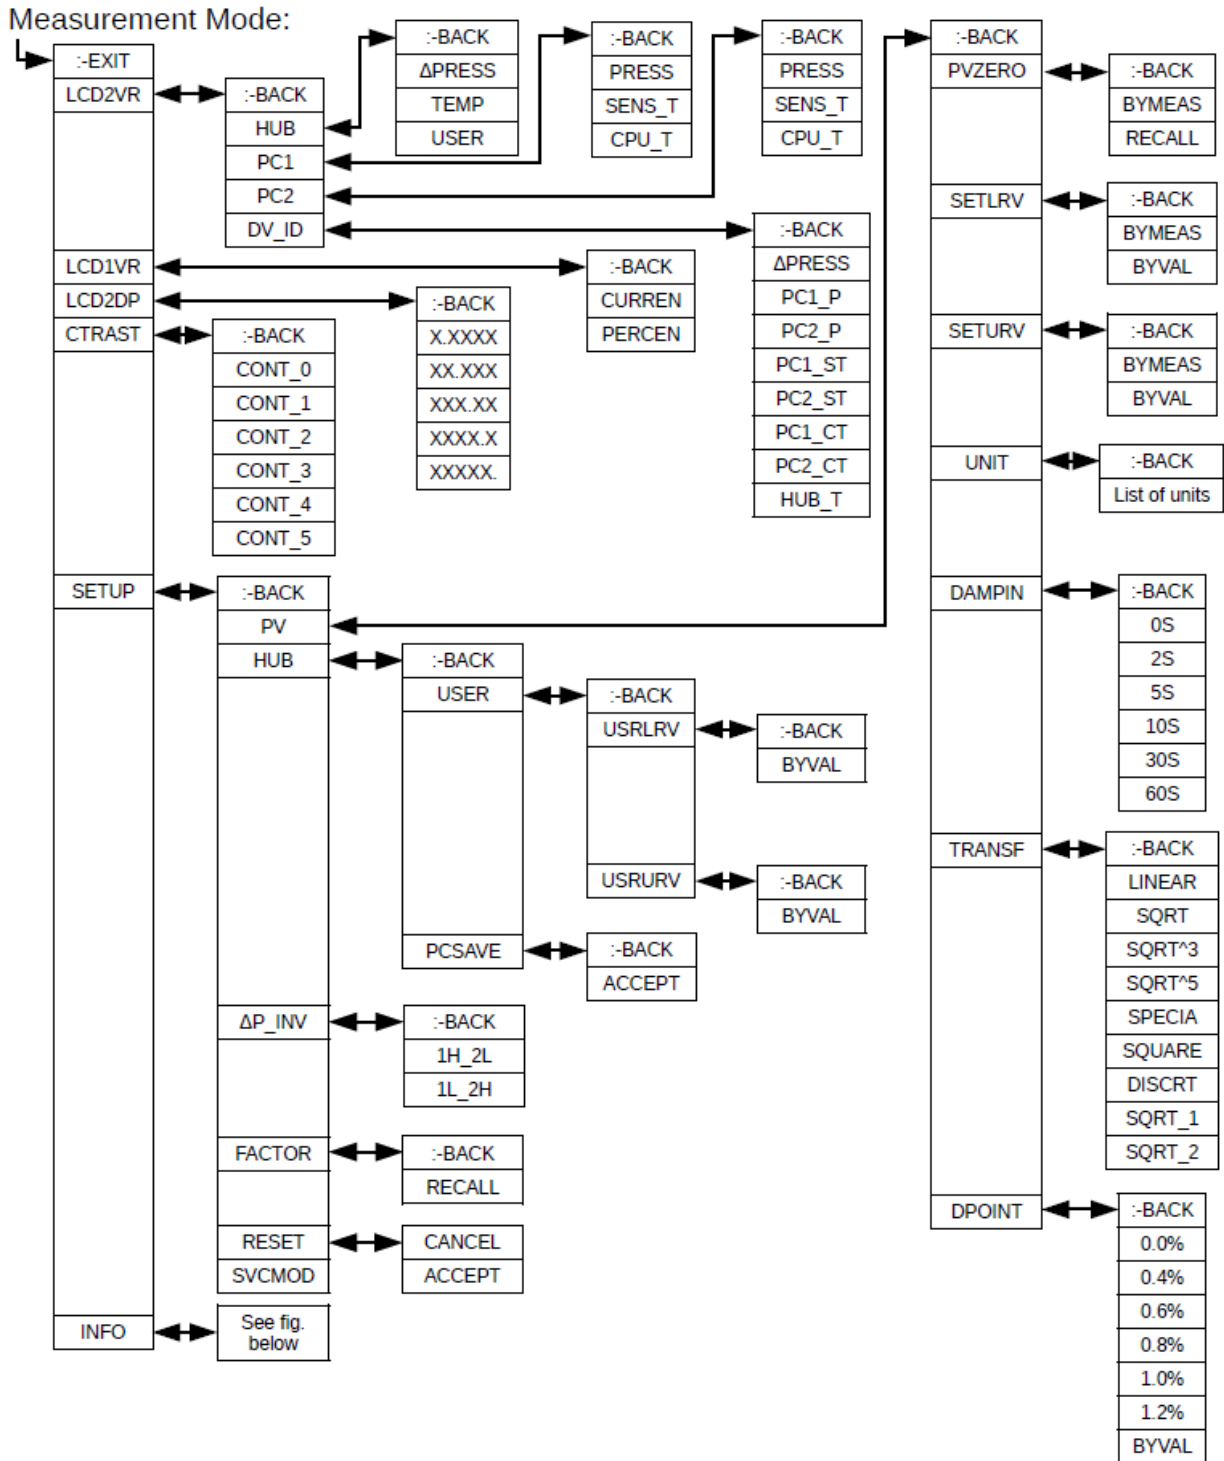 Measurement Mode:
:-EXIT
LCD2VR
:-BACK
HUB
PC1
PC2
DV_ID
:-BACK
ΔPRESS
TEMP
USER
:-BACK
PRESS
SENS_T
CPU_T
:-BACK
PRESS
SENS_T
CPU_T
:-BACK
ΔPRESS
PC1_P
PC2_P
PC1_ST
PC2_ST
PC1_CT
PC2_CT
HUB_T
LCD1VR
:-BACK
CURREN
PERCEN
LCD2DP
:-BACK
X.XXXX
XX.XXX
XXX.XX
XXXX.X
XXXXX.
CTRAST
:-BACK
CONT_0
CONT_1
CONT_2
CONT_3
CONT_4
CONT_5
SETUP
:-BACK
PV
HUB
:-BACK
USER
:-BACK
USRLRV
:-BACK
BYVAL
USRURV
:-BACK
BYVAL
PCSAVE
:-BACK
ACCEPT
ΔP_INV
:-BACK
1H_2L
1L_2H
FACTOR
:-BACK
RECALL
RESET
CANCEL
ACCEPT
SVCMOD
INFO
See fig.
below
:-BACK
PVZERO
:-BACK
BYMEAS
RECALL
SETLRV
:-BACK
BYMEAS
BYVAL
SETURV
:-BACK
BYMEAS
BYVAL
UNIT
:-BACK
List of units
DAMPIN
:-BACK
0S
2S
5S
10S
30S
60S
TRANSF
:-BACK
LINEAR
SQRT
SQRT^3
SQRT^5
SPECIA
SQUARE
DISCRT
SQRT_1
SQRT_2
DPOINT
:-BACK
0.0%
0.4%
0.6%
0.8%
1.0%
1.2%
BYVAL